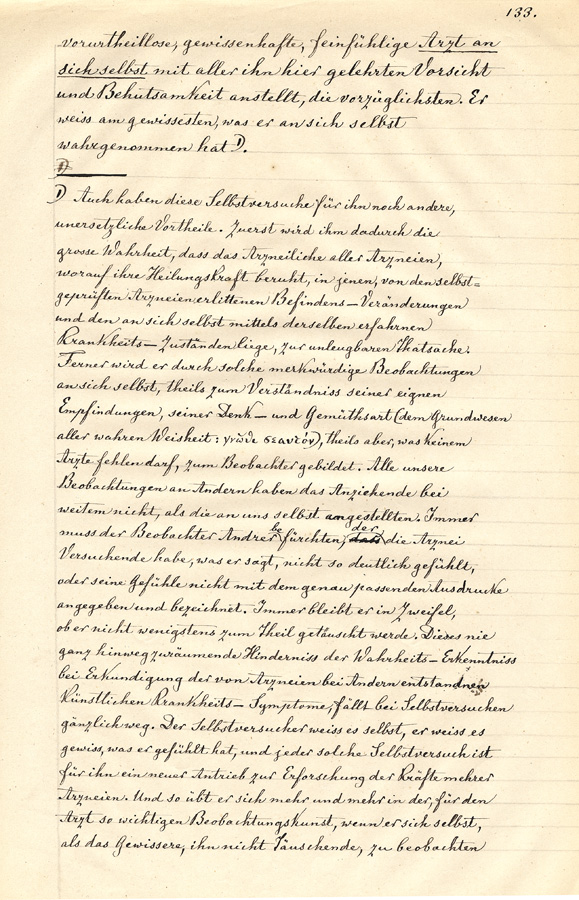 133.
vorurtheillose, gewissenhafte, feinfühlige Arzt an
sich selbst mit aller ihn hier gelehrten Vorsicht
und Behutsamkeit anstellt, die vorzüglichsten. Er
weiss am gewissesten, was er an sich selbst
wahrgenommen hat 1).
1)
1) Auch haben diese Selbstversuche für ihn noch andere,
unersetzliche Vortheile. Zuerst wird ihm dadurch die
grosse Wahrheit, dass das Arzneiliche aller Arzneien,
worauf ihre Heilungskraft beruht, in jenen, von den selbst=
geprüften Arzneien erlittenen Befindens-Veränderungen
und den an sich selbst mittels derselben erfahrnen
Krankheits-Zuständen liege, zur unleugbaren Thatsache.
Ferner wird er durch solche merkwürdige Beobachtungen
an sich selbst, theils zum Verständniss seiner eignen
Empfindungen, seiner Denk- und Gemüthsart (dem Grundwesen
aller wahren Weisheit: γνῶθι σεαυτόν), theils aber, was keinem
Arzte fehlen darf, zum Beobachter gebildet. Alle unsere
Beobachtungen an Andern haben das Anziehende bei
weitem nicht, als die an uns selbst angestellten. Immer
muss der Beobachter Andrer befürchten, der dass die Arznei
Versuchende habe, was er sagt, nicht so deutlich gefühlt,
oder seine Gefühle nicht mit dem genau passenden Ausdrucke
angegeben und bezeichnet. Immer bleibt er in Zweifel,
ob er nicht wenigstens zum Theil getäuscht werde. Dieses nie
ganz hinwegzuräumende Hinderniss der Wahrheits-Erkenntniss
bei Erkundigung der von Arzneien bei Andern entstandnen
künstlichen Krankheits-Symptome, fällt bei Selbstversuchen
gänzlich weg. Der Selbstversucher weiss es selbst, er weiss es
gewiss, was er gefühlt hat, und jeder solche Selbstversuch ist
für ihn ein neuer Antrieb zur Erforschung der Kräfte mehrer
Arzneien. Und so übt er sich mehr und mehr in der, für den
Arzt so wichtigen Beobachtungskunst, wenn er sich selbst,
als das Gewissere, ihn nicht Täuschende, zu beobachten